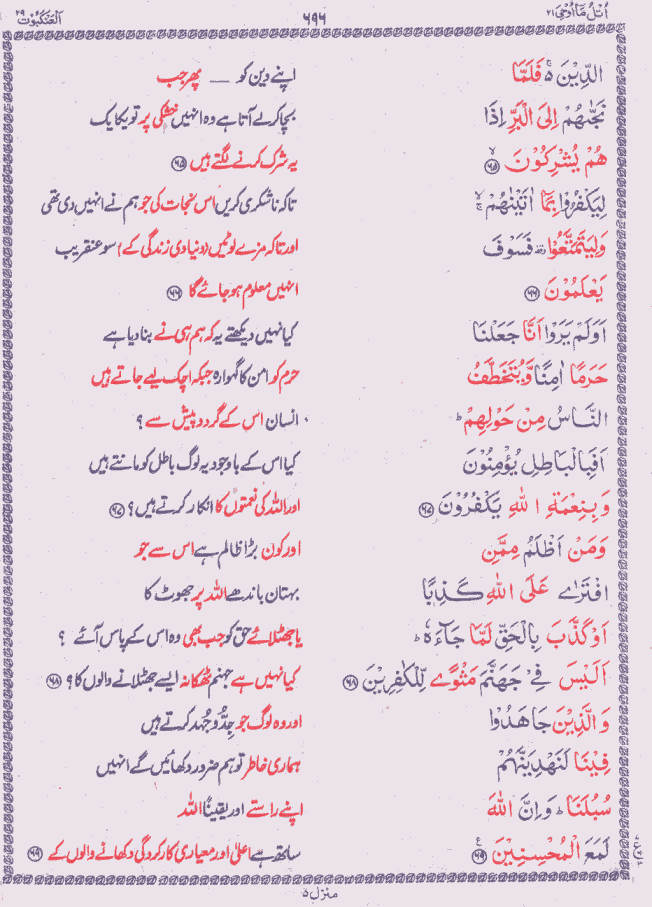 اُتْلُ مَآ اُوْحِیَ ۲۱
۶۹۶
اَلْعَنْکَبُوْت ۲۹
الدِّيْنَ ەۚ فَلَمَّا
اپنے دین کو ــــ پھر جب
نَجّٰىهُمْ اِلَى الْبَرِّ اِذَا
بچا کر لے آتا ہے وہ انہیں خشکی پر تو یکایک
هُمْ يُشْرِكُوْنَ ۶۵
یہ شرک کرنے لگتے ہیں ۶۵
لِيَكْفُرُوْا بِمَآ اٰتَيْنٰهُمْ ۚۙ
تاکہ ناشکری کریں اس نجات کی جو ہم نے انہیں دی تھی
وَلِيَتَمَتَّعُوْا ۥ فَسَوْفَ
اور تاکہ مزے لوٹیں (دنیاوی زندگی کے) سو عنقریب
يَعْلَمُوْنَ ۶۶
انہیں معلوم ہو جائے گا ۶۶
اَوَلَمْ يَرَوْا اَنَّا جَعَلْنَا
کیا نہیں دیکھتے یہ کہ ہم ہی نے بنا دیا ہے
حَرَمًا اٰمِنًا وَّيُتَخَطَّفُ
حرم کو امن کا گہوارہ جبکہ اچک لیے جاتے ہیں
النَّاسُ مِنْ حَوْلِهِمْ ؕ
انسان اس کے گرد و پیش سے ؟
اَفَبِالْبَاطِلِ يُؤْمِنُوْنَ
کیا اس کے باوجود یہ لوگ باطل کو مانتے ہیں
وَبِنِعْمَةِ اللّٰهِ يَكْفُرُوْنَ ۶۷
اور اللہ کی نعمتوں کا انکار کرتے ہیں ؟ ۶۷
وَمَنْ اَظْلَمُ مِمَّنِ
اور کون بڑا ظالم ہے اس سے جو
افْتَرٰى عَلَى اللّٰهِ كَذِبًا
بہتان باندھے اللہ پر جھوٹ کا
اَوْ كَذَّبَ بِالْحَقِّ لَمَّا جَآءَهٗ ؕ
یا جھٹلائے حق کو جب بھی وہ اس کے پاس آئے ؟
اَلَيْسَ فِيْ جَهَنَّمَ مَثْوًى لِّلْكٰفِرِيْنَ ۶۸
کیا نہیں ہے جہنم ٹھکانہ ایسے جھٹلانے والوں کا ؟ ۶۸
وَالَّذِيْنَ جَاهَدُوْا
اور وہ لوگ جو جِدّوجُہد کرتے ہیں
فِيْنَا لَنَهْدِيَنَّهُمْ
ہماری خاطر تو ہم ضرور دکھائیں گے انہیں
سُبُلَنَا ؕ وَاِنَّ اللّٰهَ
اپنے راستے اور یقیناً اللہ
لَمَعَ الْمُحْسِنِيْنَ ۶۹
ساتھ ہے اعلیٰ اور معیاری کارکردگی دکھانے والوں کے ۶۹
منزل ۵